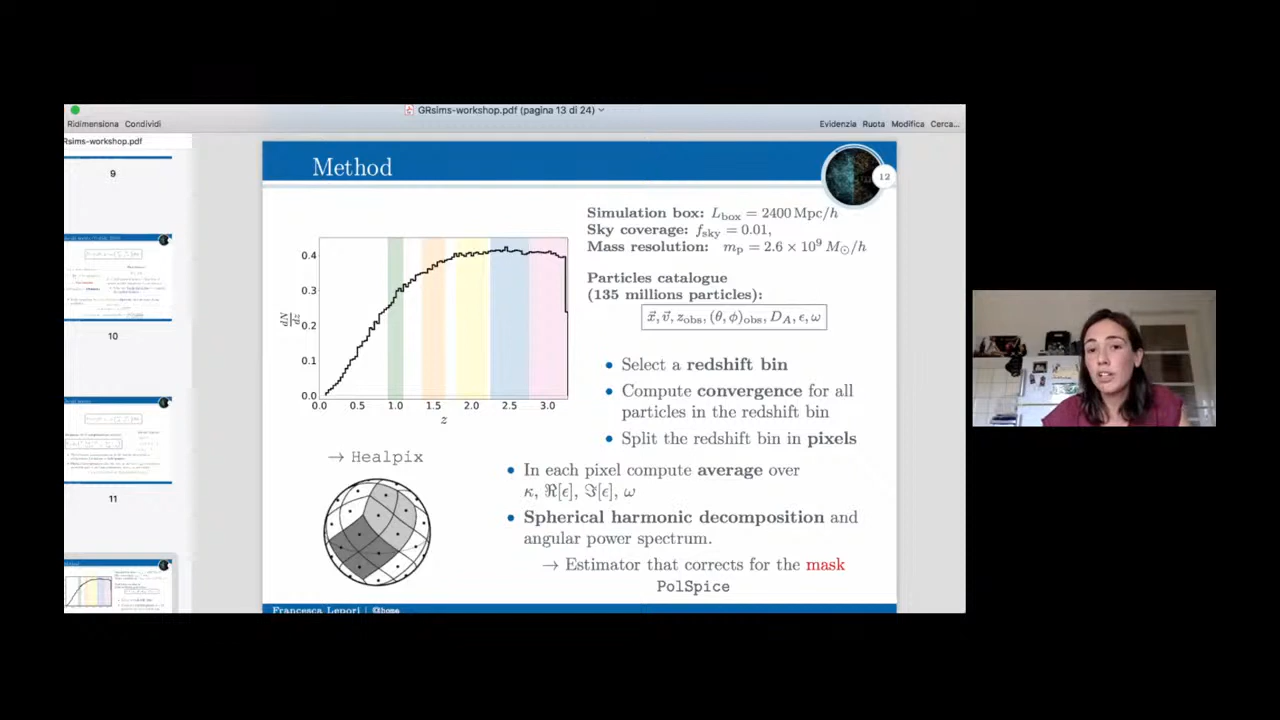 GRsims-workshop.pdf (pagina 13 di 24)
Ridimensiona Condividi
Evidenzia Ruota Modifica Cerca...
Rsims-workshop.pdf
9
10
11
Method
12
Simulation box: L_box = 2400 Mpc/h
Sky coverage: f_sky = 0.01,
Mass resolution: m_p = 2.6 × 10⁹ M_⊙/h
Particles catalogue
(135 millions particles):
x⃗, v⃗, z_obs, (θ, ϕ)_obs, D_A, ϵ, ω
dN/dz
0.4
0.3
0.2
0.1
0.0
0.0 0.5 1.0 1.5 2.0 2.5 3.0
z
• Select a redshift bin
• Compute convergence for all
particles in the redshift bin
• Split the redshift bin in pixels
→ Healpix
• In each pixel compute average over
κ, ℜ[ϵ], ℑ[ϵ], ω
• Spherical harmonic decomposition and
angular power spectrum.
→ Estimator that corrects for the mask
PolSpice
Francesca Lepori | @home